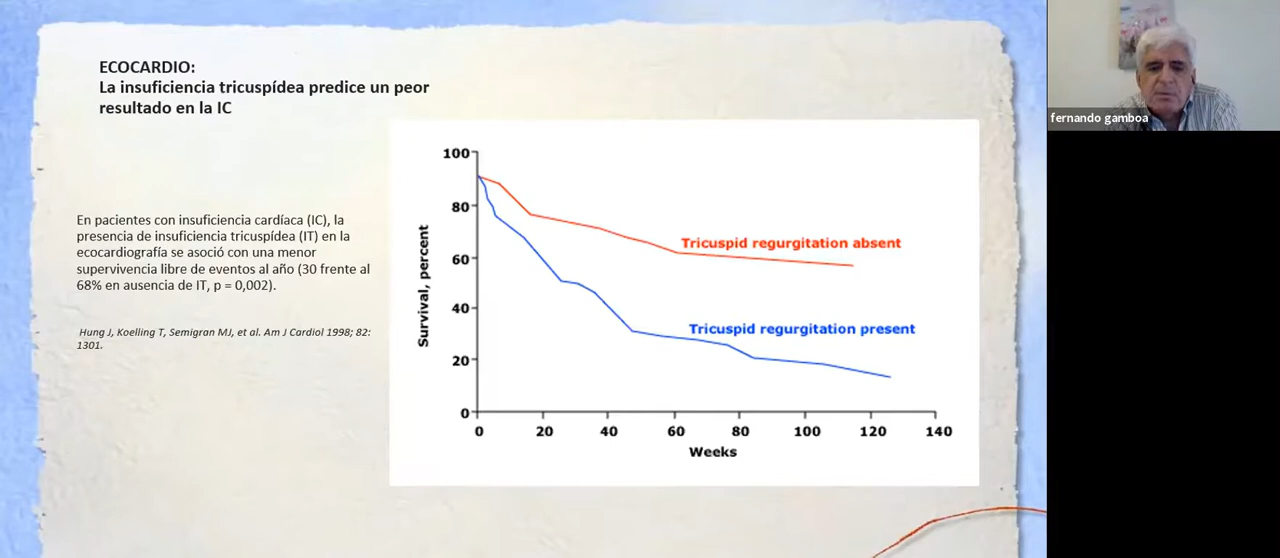 ECOCARDIO:
La insuficiencia tricuspídea predice un peor
resultado en la IC
En pacientes con insuficiencia cardíaca (IC), la
presencia de insuficiencia tricuspídea (IT) en la
ecocardiografía se asoció con una menor
supervivencia libre de eventos al año (30 frente al
68% en ausencia de IT, p = 0,002).
Hung J, Koelling T, Semigran MJ, et al. Am J Cardiol 1998; 82:
1301.
Survival, percent
100
80
60
40
20
0
Tricuspid regurgitation absent
Tricuspid regurgitation present
0 20 40 60 80 100 120 140
Weeks
fernando gamboa